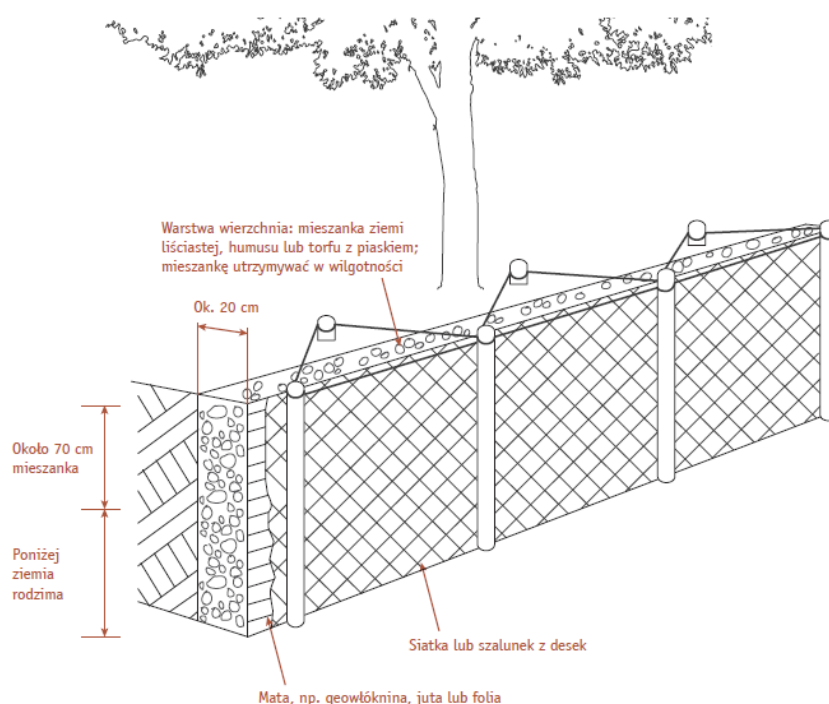 Warstwa wierzchnia: mieszanka ziemi
liściastej, humusu lub torfu z piaskiem;
mieszankę utrzymywać w wilgotności
Ok. 20 cm
Około 70 cm
mieszanka
Poniżej
ziemia
rodzima
Siatka lub szalunek z desek
Mata, np. geowłóknina, juta lub folia